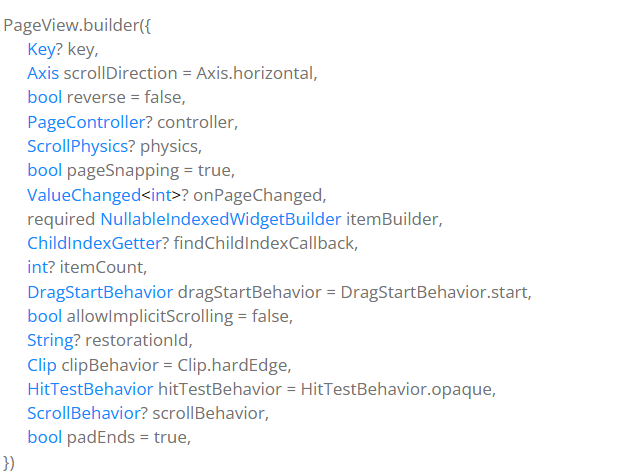 PageView.builder({
Key? key,
Axis scrollDirection = Axis.horizontal,
bool reverse = false,
PageController? controller,
ScrollPhysics? physics,
bool pageSnapping = true,
ValueChanged<int>? onPageChanged,
required NullableIndexedWidgetBuilder itemBuilder,
ChildIndexGetter? findChildIndexCallback,
int? itemCount,
DragStartBehavior dragStartBehavior = DragStartBehavior.start,
bool allowImplicitScrolling = false,
String? restorationId,
Clip clipBehavior = Clip.hardEdge,
HitTestBehavior hitTestBehavior = HitTestBehavior.opaque,
ScrollBehavior? scrollBehavior,
bool padEnds = true,
})